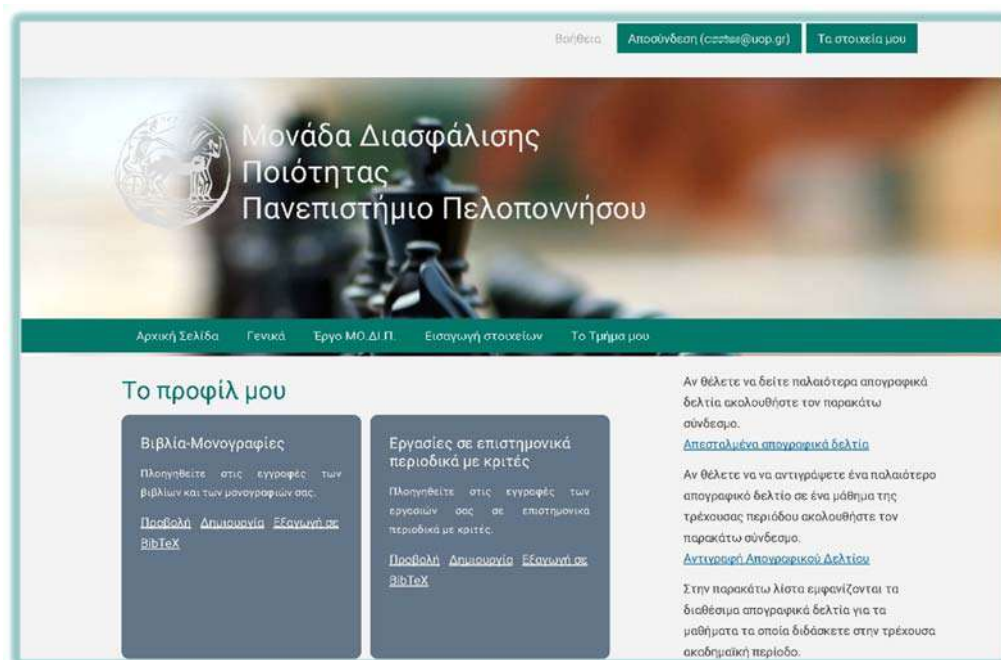 Βοήθεια
Αποσύνδεση (@uop.gr)
Τα στοιχεία μου
Μονάδα Διασφάλισης
Ποιότητας
Πανεπιστήμιο Πελοποννήσου
Αρχική Σελίδα Γενικά Έργο ΜΟ.ΔΙ.Π. Εισαγωγή στοιχείων Το Τμήμα μου
Το προφίλ μου
Βιβλία-Μονογραφίες
Πλοηγηθείτε στις εγγραφές των
βιβλίων και των μονογραφιών σας.
Προβολή Δημιουργία Εξαγωγή σε
BibTeX
Εργασίες σε επιστημονικά
περιοδικά με κριτές
Πλοηγηθείτε στις εγγραφές των
εργασιών σας σε επιστημονικά
περιοδικά με κριτές.
Προβολή Δημιουργία Εξαγωγή σε
BibTeX
Αν θέλετε να δείτε παλαιότερα απογραφικά
δελτία ακολουθήστε τον παρακάτω
σύνδεσμο.
Απεσταλμένα απογραφικά δελτία
Αν θέλετε να να αντιγράψετε ένα παλαιότερο
απογραφικό δελτίο σε ένα μάθημα της
τρέχουσας περιόδου ακολουθήστε τον
παρακάτω σύνδεσμο.
Αντιγραφή Απογραφικού Δελτίου
Στην παρακάτω λίστα εμφανίζονται τα
διαθέσιμα απογραφικά δελτία για τα
μαθήματα τα οποία διδάσκετε στην τρέχουσα
ακαδημαϊκή περίοδο.